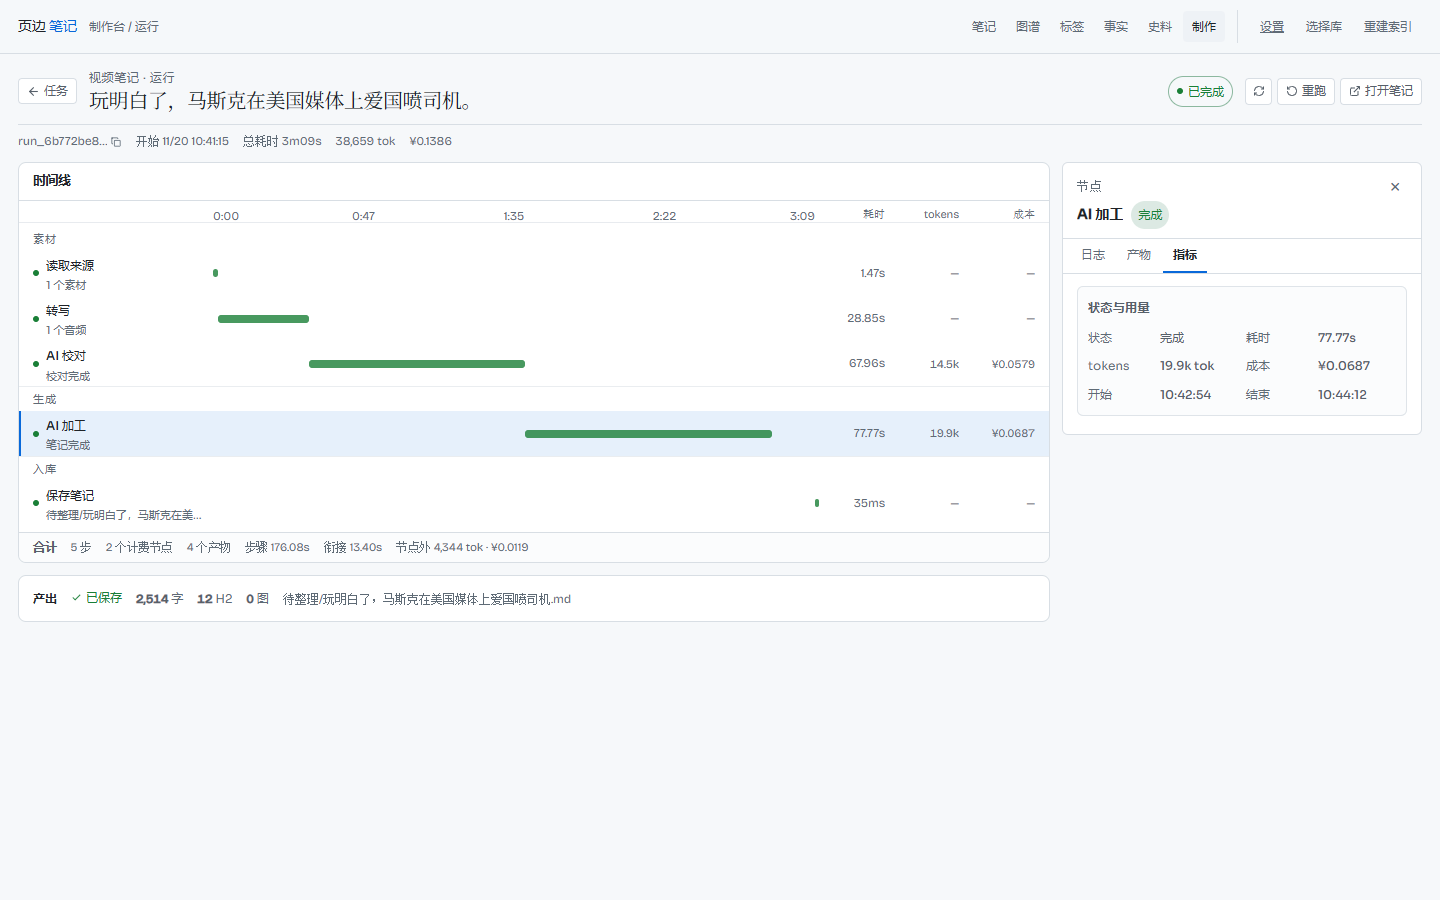 页边 笔记 制作台 / 运行 笔记 图谱 标签 事实 史料 制作 设置 选择库 重建索引
视频笔记 · 运行
← 任务 玩明白了，马斯克在美国媒体上爱国喷司机。 已完成 重跑 打开笔记
run_6b772be8... 开始 11/20 10:41:15 总耗时 3m09s 38,659 tok ¥0.1386
时间线
0:00 0:47 1:35 2:22 3:09 耗时 tokens 成本
素材
读取来源
1 个素材 1.47s — —
转写
1 个音频 28.85s — —
AI 校对
校对完成 67.96s 14.5k ¥0.0579
生成
AI 加工
笔记完成 77.77s 19.9k ¥0.0687
入库
保存笔记
待整理/玩明白了，马斯克在美... 35ms — —
合计 5 步 2 个计费节点 4 个产物 步骤 176.08s 衔接 13.40s 节点外 4,344 tok · ¥0.0119
产出 已保存 2,514 字 12 H2 0 图 待整理/玩明白了，马斯克在美国媒体上爱国喷司机.md
节点 ×
AI 加工 完成
日志 产物 指标
状态与用量
状态 完成 耗时 77.77s
tokens 19.9k tok 成本 ¥0.0687
开始 10:42:54 结束 10:44:12